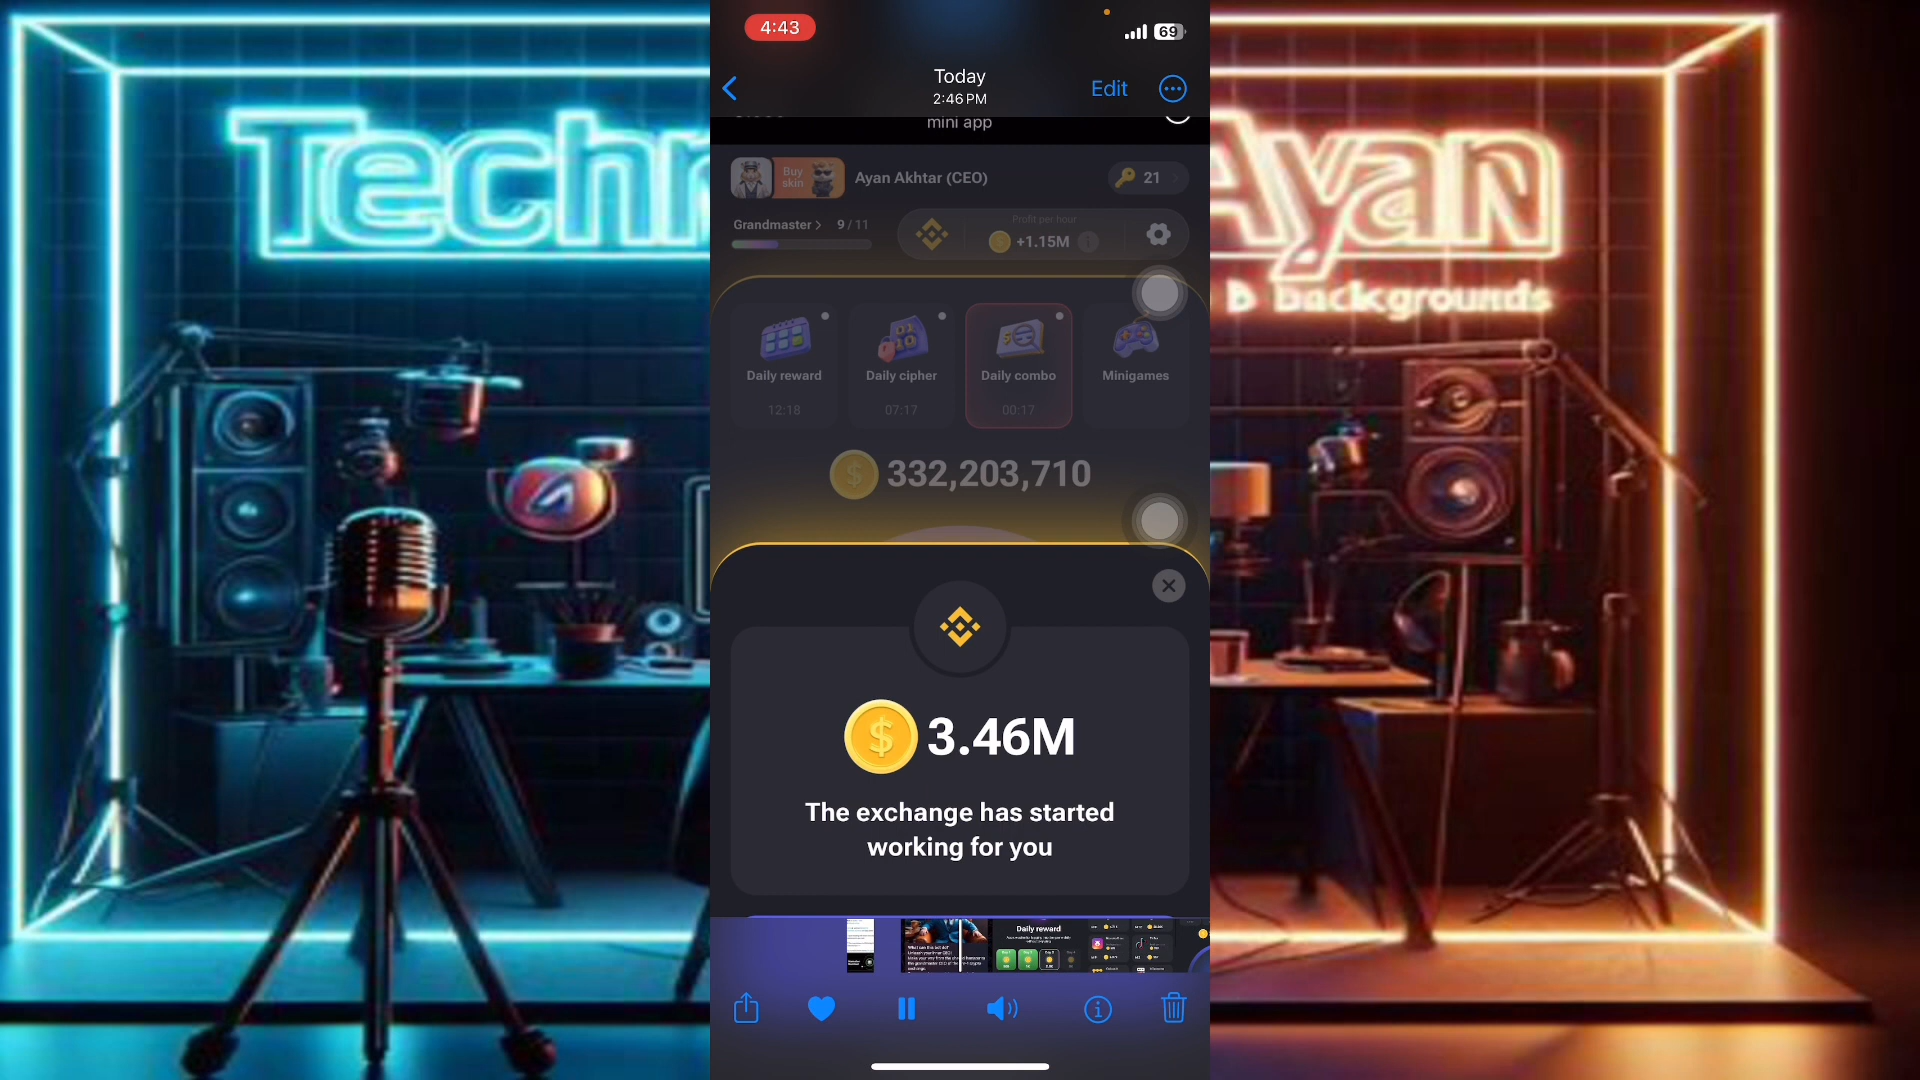 Techn
Ayan
b backgrounds
4:43
69
Today
2:46 PM
Edit
mini app
Buy
skin
Ayan Akhtar (CEO)
21
Grandmaster
9 / 11
Profit per hour
+1.15M
Daily reward
12:18
Daily cipher
07:17
Daily combo
00:17
Minigames
332,203,710
3.46M
The exchange has started
working for you
Daily reward